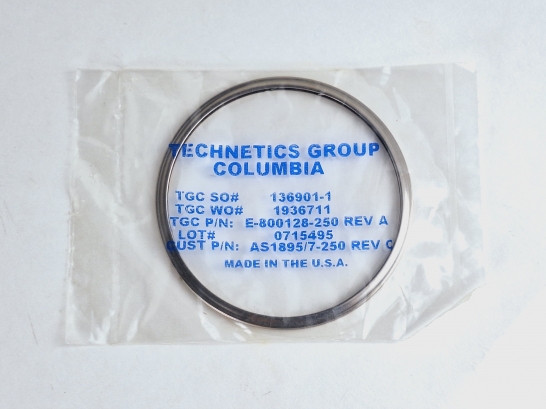 TECHNETICS GROUP
COLUMBIA
TGC SO# 136901-1
TGC WO# 1936711
TGC P/N: E-800128-250 REV A
LOT# 0715495
CUST P/N: AS1895/7-250 REV C
MADE IN THE U.S.A.